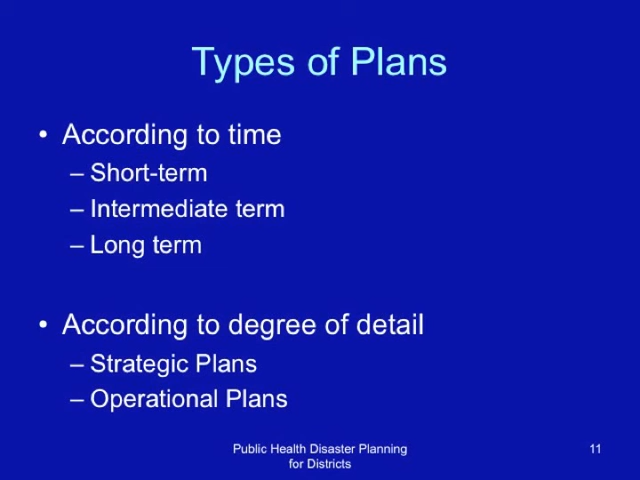 Types of Plans
• According to time
– Short-term
– Intermediate term
– Long term
• According to degree of detail
– Strategic Plans
– Operational Plans
Public Health Disaster Planning
for Districts
11